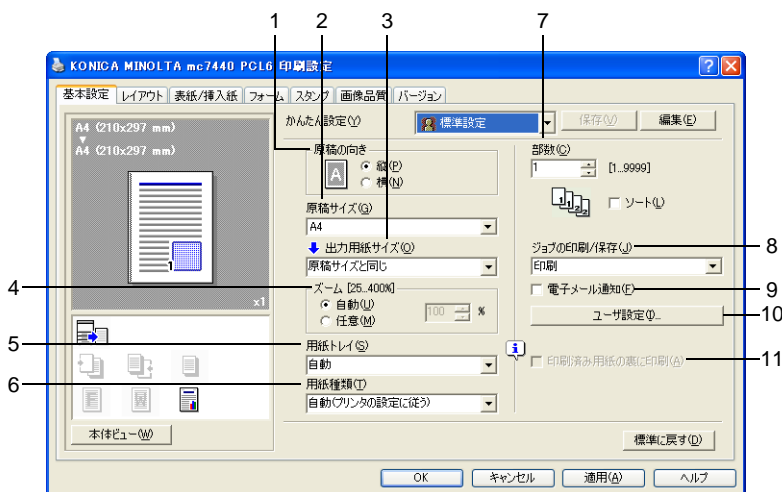 1 2 3 7
KONICA MINOLTA mc7440 PCL6 印刷設定
基本設定 レイアウト 表紙/挿入紙 フォーム スタンプ 画像品質 バージョン
A4 (210x297 mm)
A4 (210x297 mm)
1
x1
本体ビュー(W)
かんたん設定(Y) 標準設定 保存(V) 編集(E)
原稿の向き
A
縦(P)
横(N)
原稿サイズ(G)
A4
出力用紙サイズ(O)
原稿サイズと同じ
4
ズーム [25...400%]
自動(U)
任意(M)
100 %
5
用紙トレイ(S)
自動
6
用紙種類(T)
自動(プリンタの設定に従う)
部数(C)
1 [1...9999]
1 1 2 2
ソート(L)
ジョブの印刷/保存(J) 8
印刷
電子メール通知(F) 9
ユーザ設定(I)... 10
印刷済み用紙の裏に印刷(A) 11
標準に戻す(D)
OK キャンセル 適用(A) ヘルプ